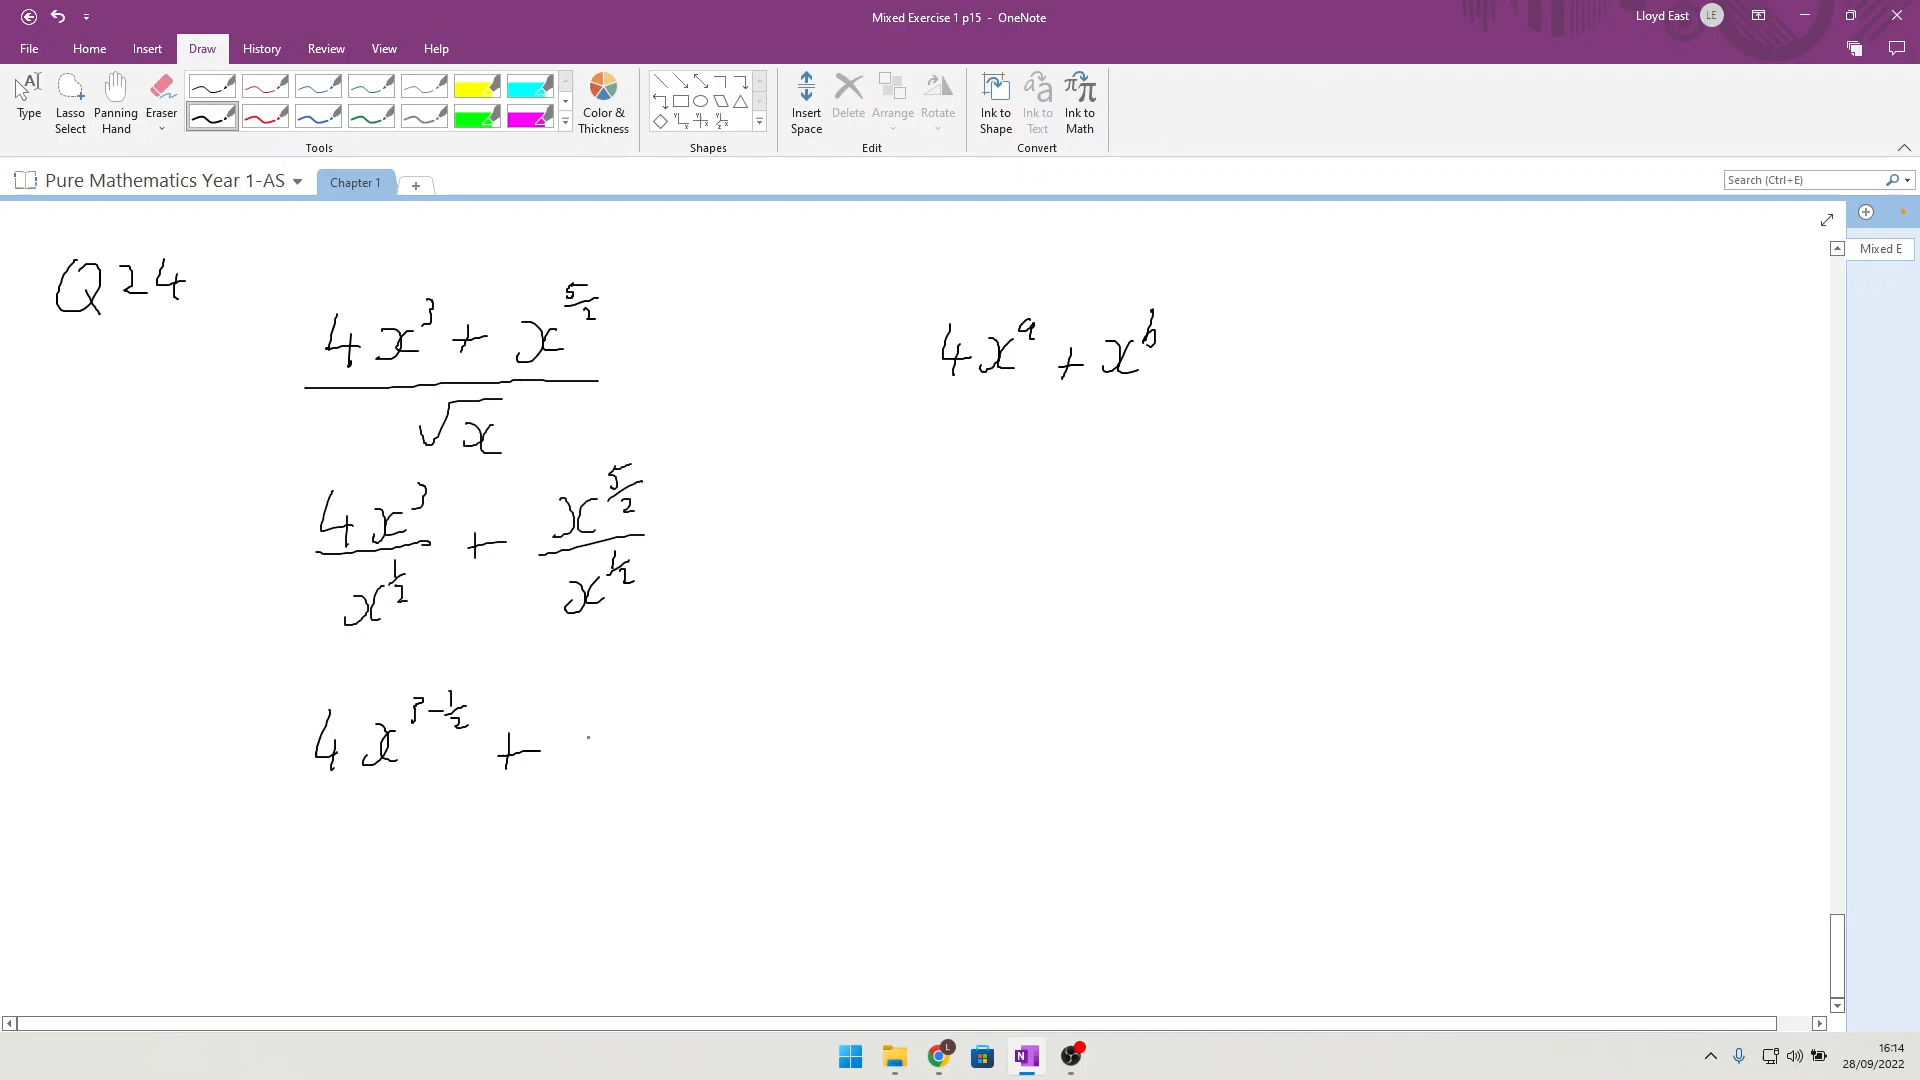 Mixed Exercise 1 p15 - OneNote
Lloyd East
LE
File Home Insert Draw History Review View Help
Type
Lasso Select
Panning Hand
Eraser
Color & Thickness
Insert Space
Delete
Arrange
Rotate
Ink to Shape
Ink to Text
Ink to Math
Tools
Shapes
Edit
Convert
Pure Mathematics Year 1-AS
Chapter 1
+
Search (Ctrl+E)
Mixed E
Q24
(4x^3 + x^(5/2)) / √x
4x^a + x^b
4x^3 / x^(1/2) + x^(5/2) / x^(1/2)
4x^(3-1/2) +
L
N
16:14
28/09/2022